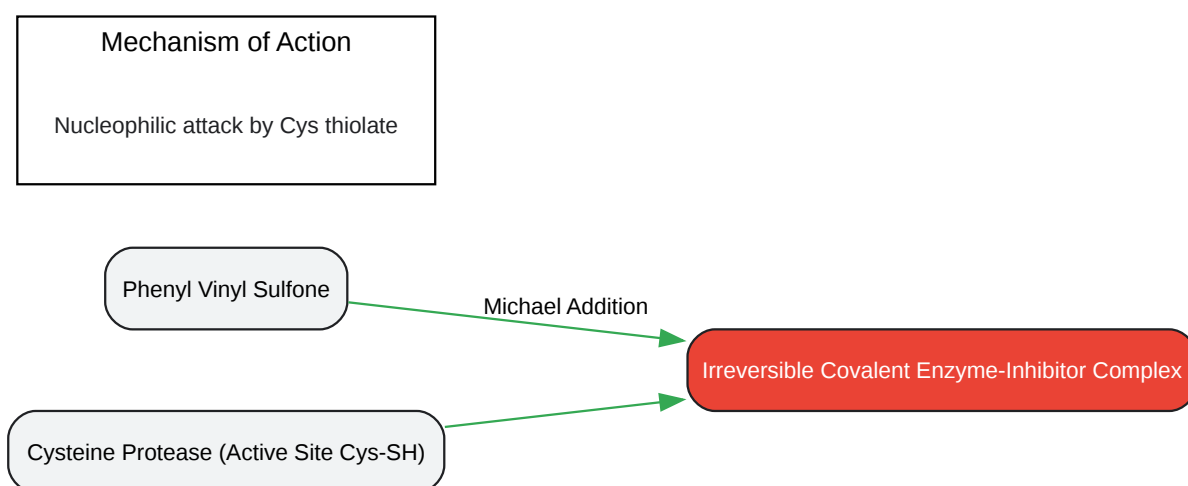 Mechanism of Action
Nucleophilic attack by Cys thiolate
Phenyl Vinyl Sulfone
Michael Addition
Irreversible Covalent Enzyme-Inhibitor Complex
Cysteine Protease (Active Site Cys-SH)